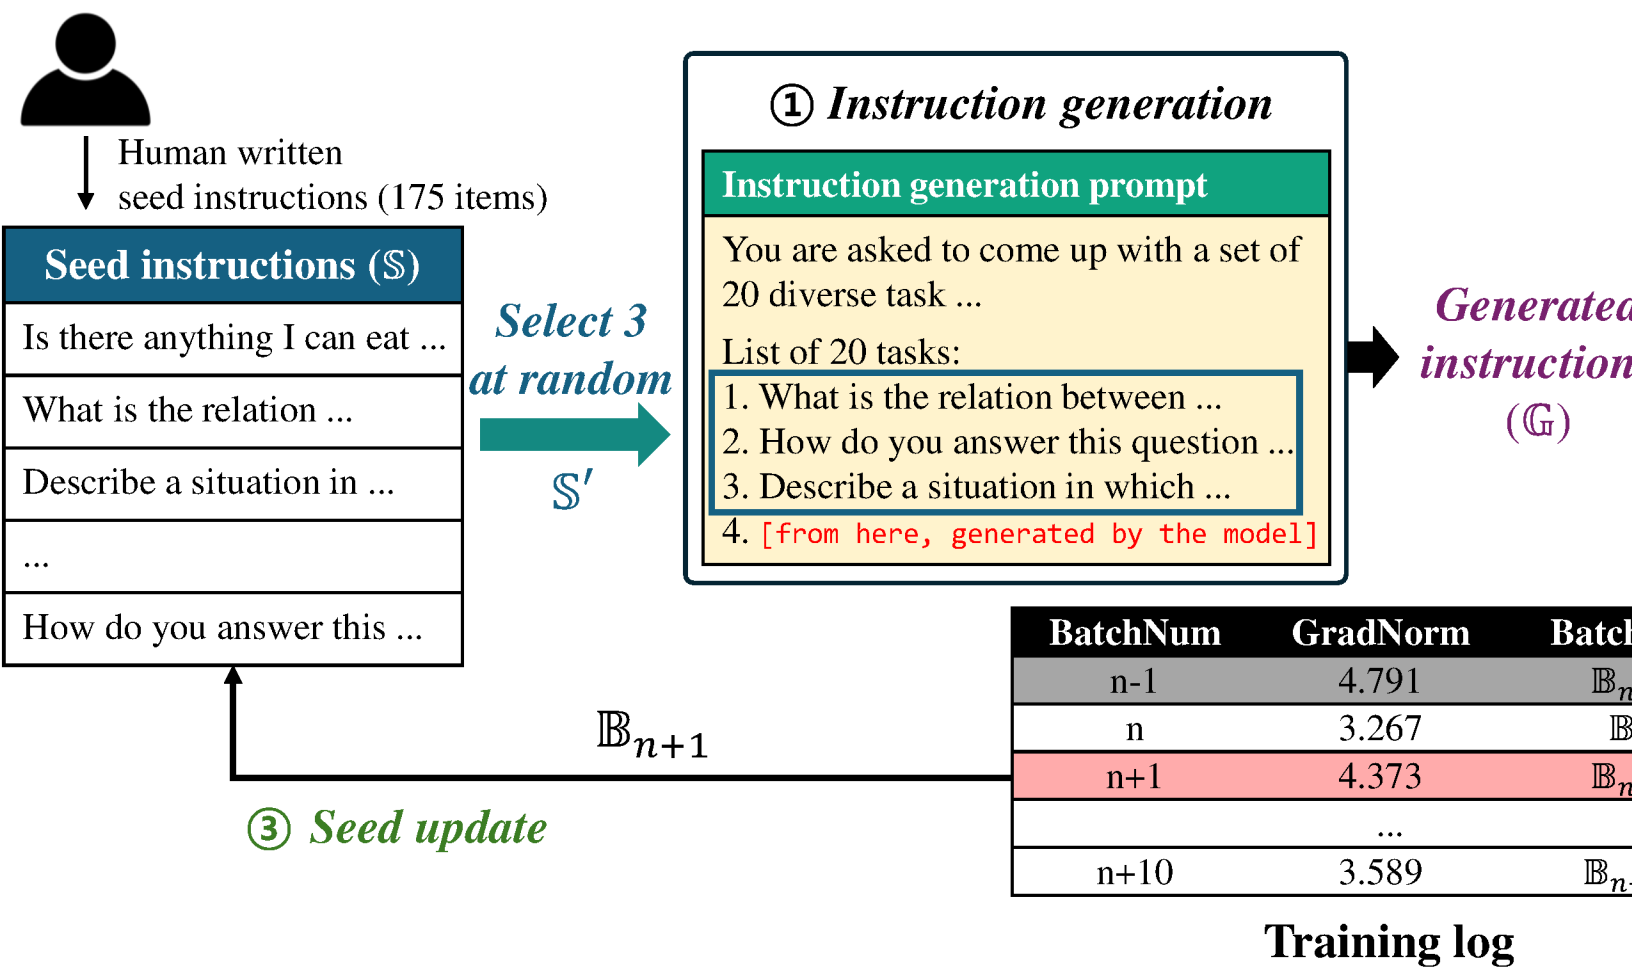 Human written
seed instructions (175 items)
Seed instructions (𝕊)
Is there anything I can eat ...
What is the relation ...
Describe a situation in ...
...
How do you answer this ...
Select 3
at random
𝕊′
① Instruction generation
Instruction generation prompt
You are asked to come up with a set of
20 diverse task ...
List of 20 tasks:
1. What is the relation between ...
2. How do you answer this question ...
3. Describe a situation in which ...
4. [from here, generated by the model]
Generated
instruction
(𝔾)
BatchNum GradNorm Batch
n-1 4.791 𝔹n
n 3.267 𝔹
n+1 4.373 𝔹n
...
n+10 3.589 𝔹n
Training log
𝔹n+1
③ Seed update